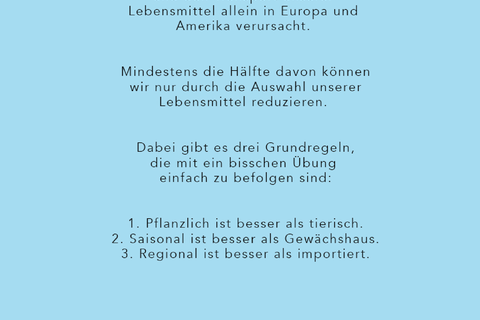 Lebensmittel allein in Europa und
Amerika verursacht.
Mindestens die Hälfte davon können
wir nur durch die Auswahl unserer
Lebensmittel reduzieren.
Dabei gibt es drei Grundregeln,
die mit ein bisschen Übung
einfach zu befolgen sind:
1. Pflanzlich ist besser als tierisch.
2. Saisonal ist besser als Gewächshaus.
3. Regional ist besser als importiert.